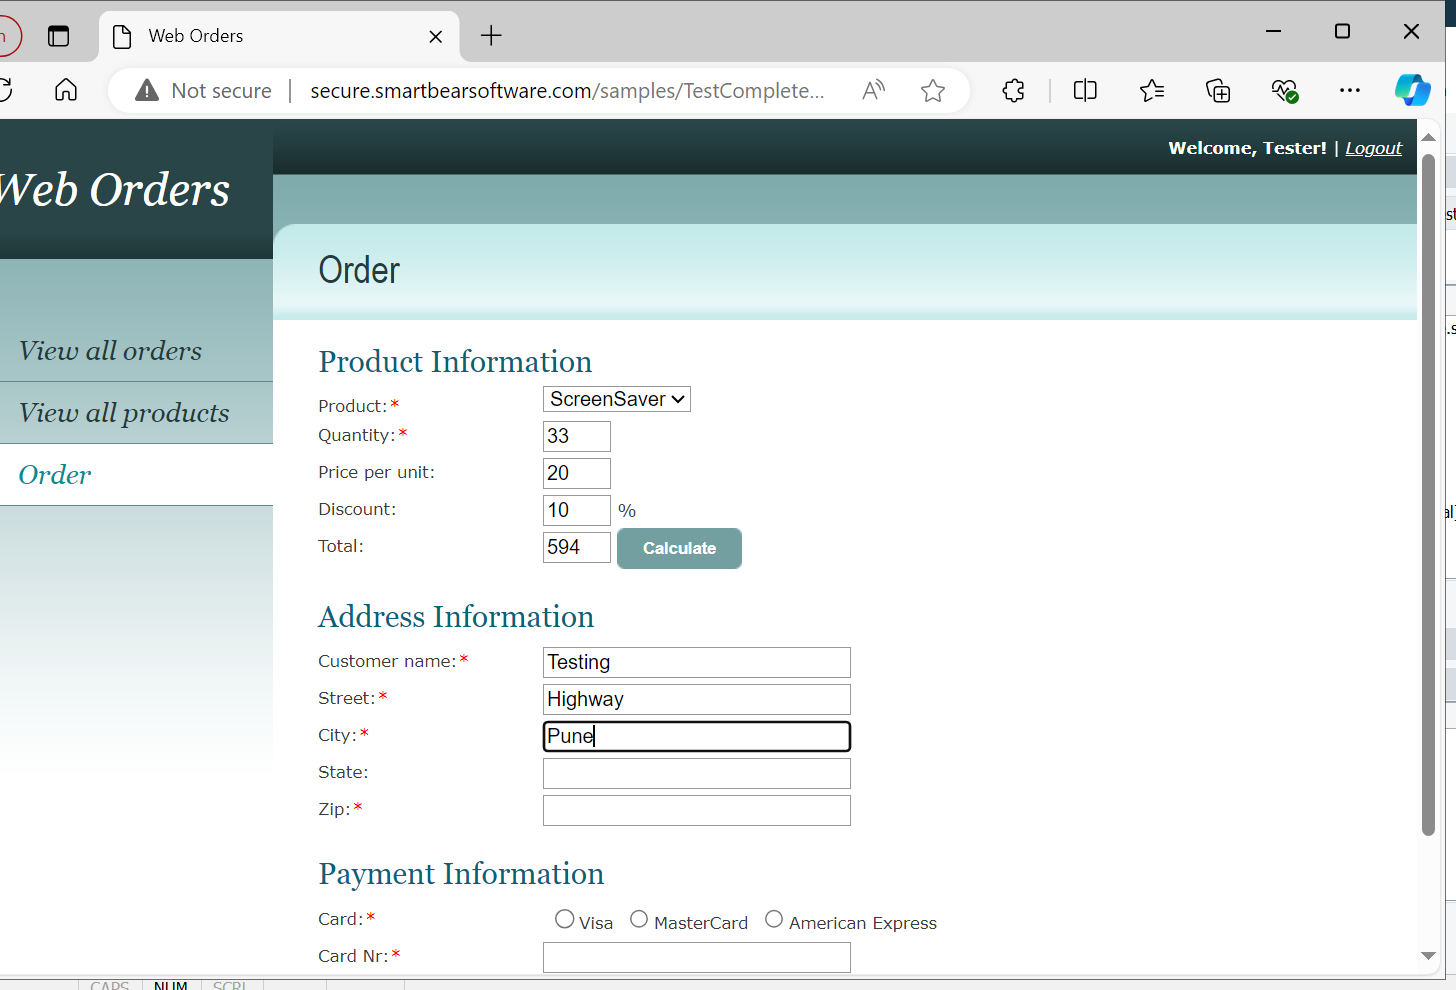 Web Orders
Not secure | secure.smartbearsoftware.com/samples/TestComplete...
Welcome, Tester! | Logout
Web Orders
Order
View all orders
View all products
Order
Product Information
Product:* ScreenSaver
Quantity:* 33
Price per unit: 20
Discount: 10 %
Total: 594 Calculate
Address Information
Customer name:* Testing
Street:* Highway
City:* Pune
State:
Zip:*
Payment Information
Card:* Visa MasterCard American Express
Card Nr:*
CAPS NUM SCRL